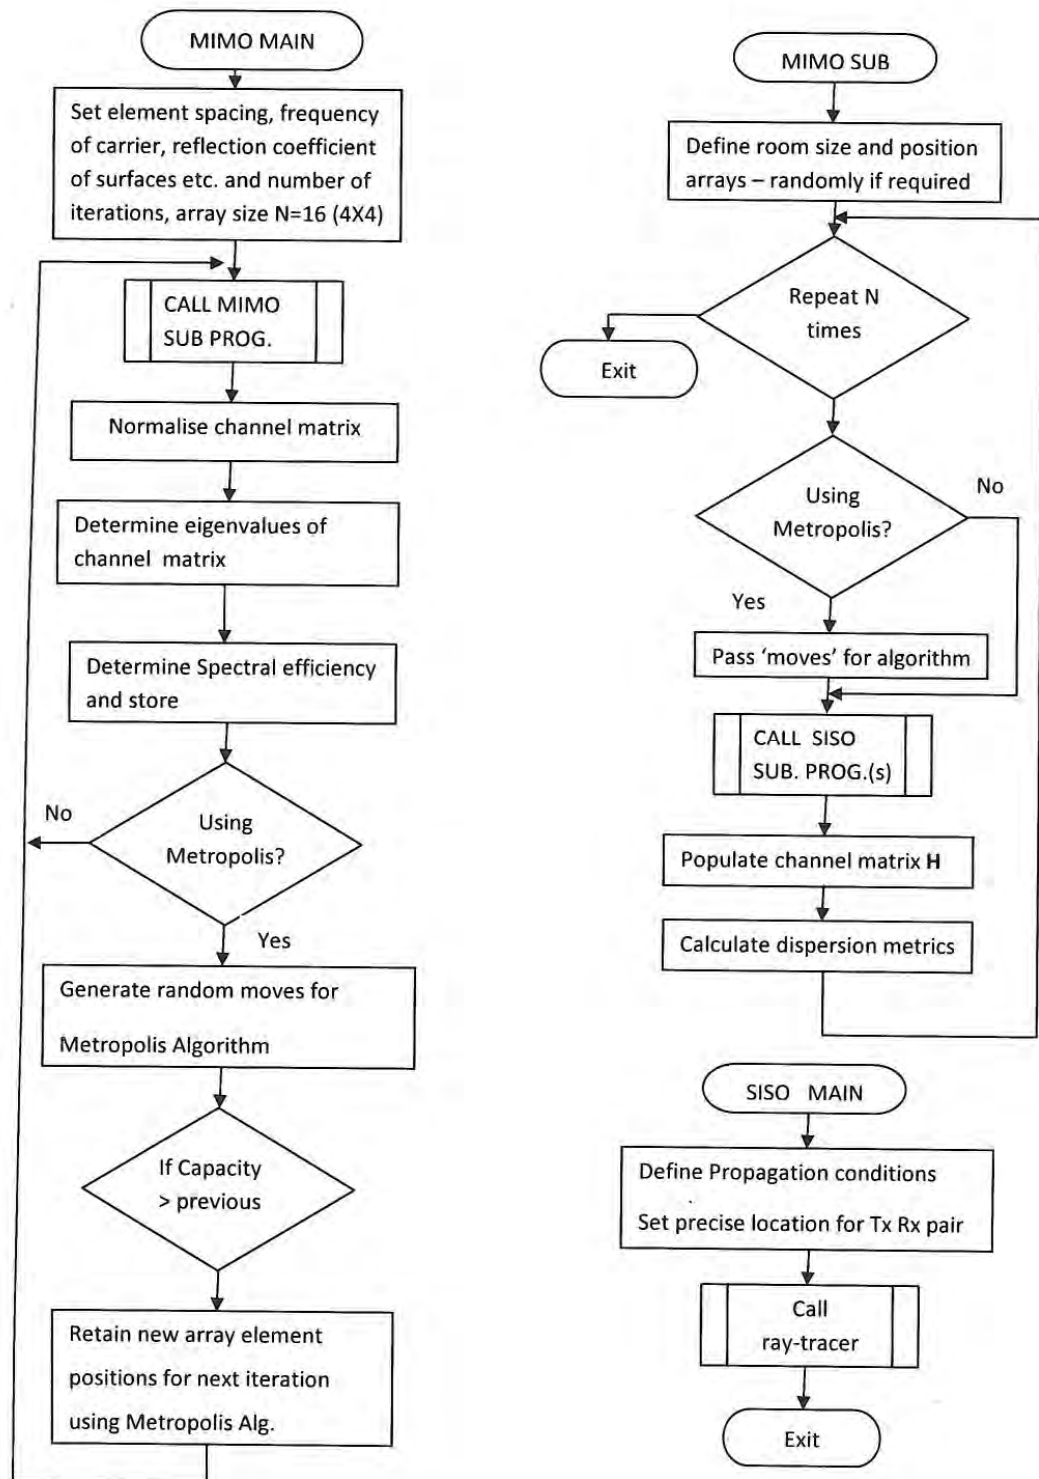 MIMO MAIN
Set element spacing, frequency
of carrier, reflection coefficient
of surfaces etc. and number of
iterations, array size N=16 (4X4)
CALL MIMO
SUB PROG.
Normalise channel matrix
Determine eigenvalues of
channel matrix
Determine Spectral efficiency
and store
No
Using
Metropolis?
Yes
Generate random moves for
Metropolis Algorithm
If Capacity
> previous
Retain new array element
positions for next iteration
using Metropolis Alg.
MIMO SUB
Define room size and position
arrays – randomly if required
Repeat N
times
Exit
Using
Metropolis?
No
Yes
Pass ‘moves’ for algorithm
CALL SISO
SUB. PROG.(s)
Populate channel matrix H
Calculate dispersion metrics
SISO MAIN
Define Propagation conditions
Set precise location for Tx Rx pair
Call
ray-tracer
Exit